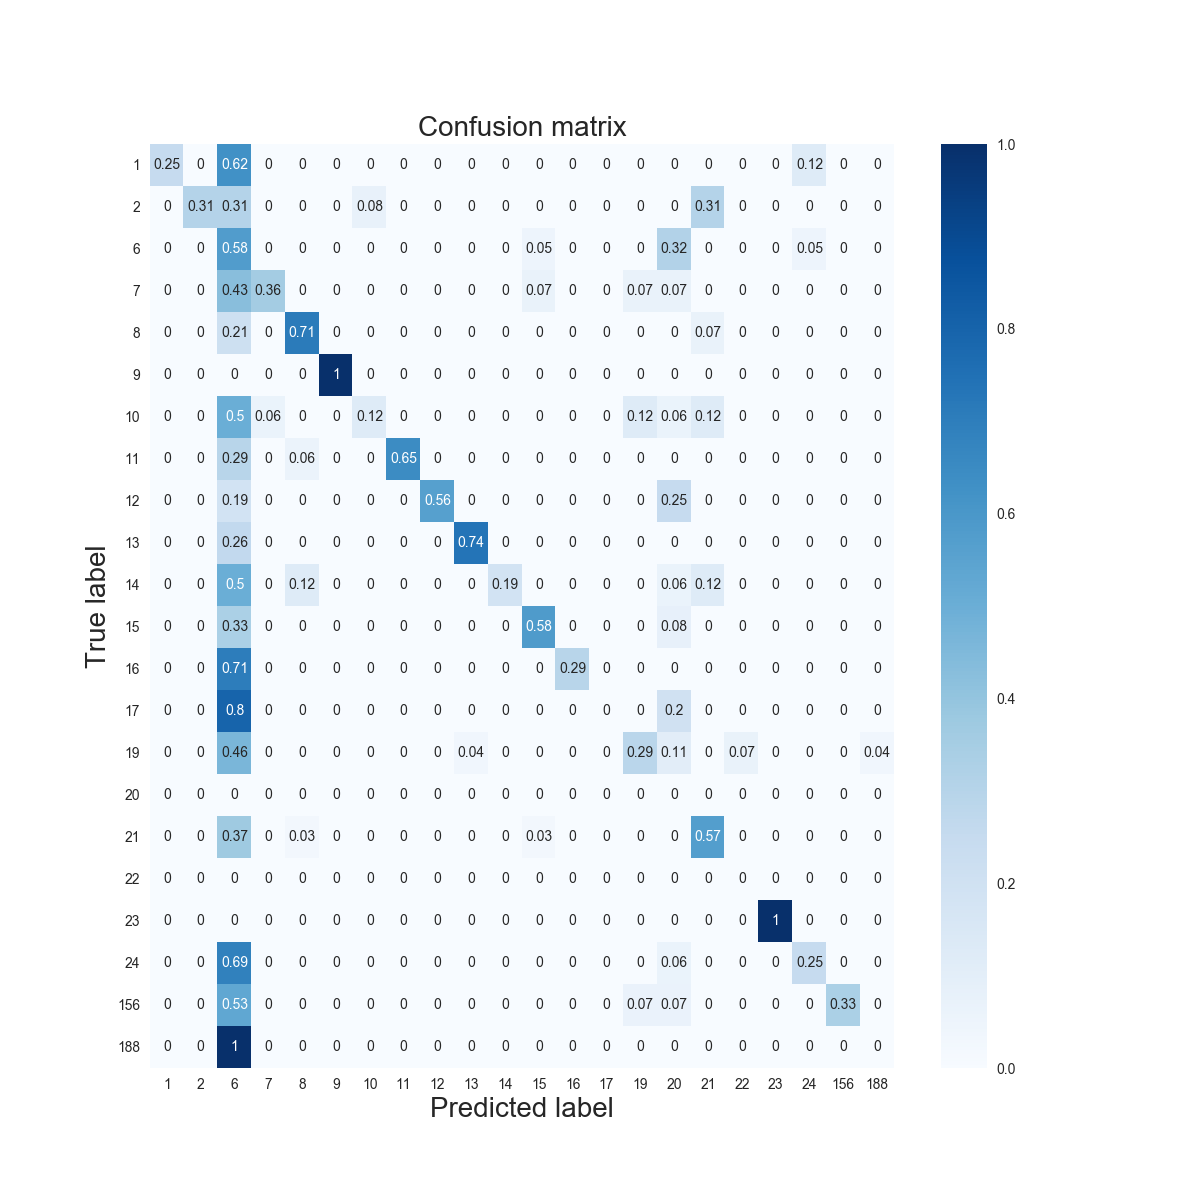 Confusion matrix
1 0.25 0 0.62 0 0 0 0 0 0 0 0 0 0 0 0 0 0 0 0 0.12 0 0 1.0
2 0 0.31 0.31 0 0 0 0.08 0 0 0 0 0 0 0 0 0 0.31 0 0 0 0 0
6 0 0 0.58 0 0 0 0 0 0 0 0 0.05 0 0 0 0.32 0 0 0 0.05 0 0
7 0 0 0.43 0.36 0 0 0 0 0 0 0 0.07 0 0 0.07 0.07 0 0 0 0 0 0
8 0 0 0.21 0 0.71 0 0 0 0 0 0 0 0 0 0 0 0.07 0 0 0 0 0 0.8
9 0 0 0 0 0 1 0 0 0 0 0 0 0 0 0 0 0 0 0 0 0 0
10 0 0 0.5 0.06 0 0 0.12 0 0 0 0 0 0 0 0.12 0.06 0.12 0 0 0 0 0
11 0 0 0.29 0 0.06 0 0 0.65 0 0 0 0 0 0 0 0 0 0 0 0 0 0
12 0 0 0.19 0 0 0 0 0 0.56 0 0 0 0 0 0 0.25 0 0 0 0 0 0 0.6
13 0 0 0.26 0 0 0 0 0 0 0.74 0 0 0 0 0 0 0 0 0 0 0 0
14 0 0 0.5 0 0.12 0 0 0 0 0 0.19 0 0 0 0 0.06 0.12 0 0 0 0 0
True label
15 0 0 0.33 0 0 0 0 0 0 0 0 0.58 0 0 0 0.08 0 0 0 0 0 0
16 0 0 0.71 0 0 0 0 0 0 0 0 0 0.29 0 0 0 0 0 0 0 0 0
17 0 0 0.8 0 0 0 0 0 0 0 0 0 0 0 0 0.2 0 0 0 0 0 0 0.4
19 0 0 0.46 0 0 0 0 0 0 0.04 0 0 0 0 0.29 0.11 0 0.07 0 0 0 0.04
20 0 0 0 0 0 0 0 0 0 0 0 0 0 0 0 0 0 0 0 0 0 0
21 0 0 0.37 0 0.03 0 0 0 0 0 0 0.03 0 0 0 0 0.57 0 0 0 0 0
22 0 0 0 0 0 0 0 0 0 0 0 0 0 0 0 0 0 0 0 0 0 0 0.2
23 0 0 0 0 0 0 0 0 0 0 0 0 0 0 0 0 0 0 1 0 0 0
24 0 0 0.69 0 0 0 0 0 0 0 0 0 0 0 0 0.06 0 0 0 0.25 0 0
156 0 0 0.53 0 0 0 0 0 0 0 0 0 0 0 0.07 0.07 0 0 0 0 0.33 0
188 0 0 1 0 0 0 0 0 0 0 0 0 0 0 0 0 0 0 0 0 0 0 0.0
1 2 6 7 8 9 10 11 12 13 14 15 16 17 19 20 21 22 23 24 156 188
Predicted label